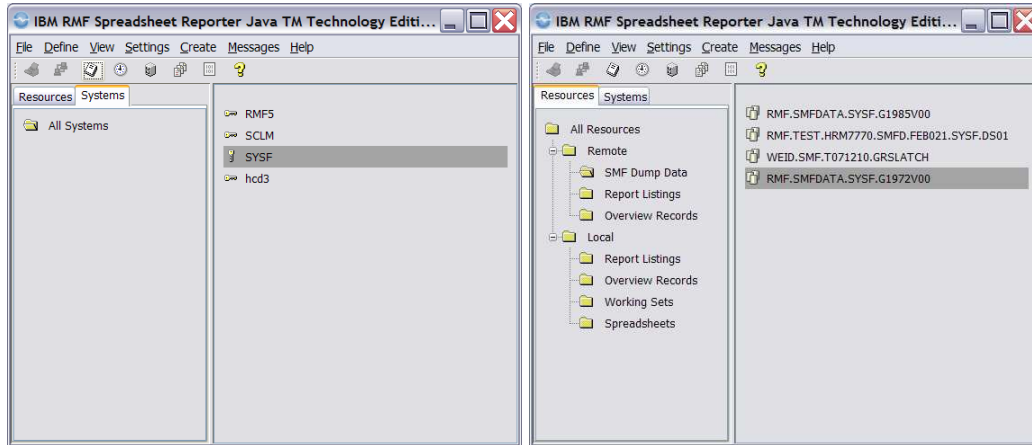 IBM RMF Spreadsheet Reporter Java TM Technology Editi...
File Define View Settings Create Messages Help
Resources Systems
All Systems
RMF5
SCLM
SYSF
hcd3
IBM RMF Spreadsheet Reporter Java TM Technology Editi...
File Define View Settings Create Messages Help
Resources Systems
All Resources
Remote
SMF Dump Data
Report Listings
Overview Records
Local
Report Listings
Overview Records
Working Sets
Spreadsheets
RMF.SMFDATA.SYSF.G1985V00
RMF.TEST.HRM7770.SMFD.FEB021.SYSF.DS01
WEID.SMF.T071210.GRSLATCH
RMF.SMFDATA.SYSF.G1972V00